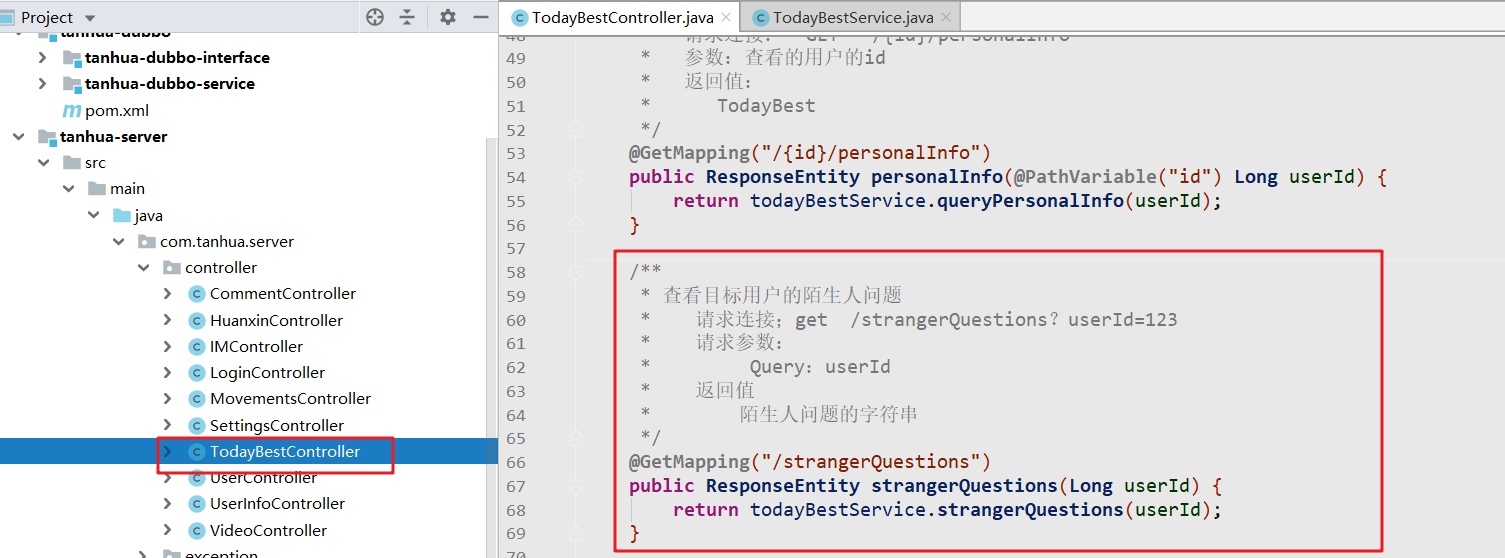 Project
tanhua-dubbo
tanhua-dubbo-interface
tanhua-dubbo-service
pom.xml
tanhua-server
src
main
java
com.tanhua.server
controller
CommentController
HuanxinController
IMController
LoginController
MovementsController
SettingsController
TodayBestController
UserController
UserInfoController
VideoController
exception
TodayBestController.java
TodayBestService.java
48 * 请求连接： GET /{id}/personalInfo
49 * 参数：查看的用户的id
50 * 返回值：
51 * TodayBest
52 */
53 @GetMapping("/{id}/personalInfo")
54 public ResponseEntity personalInfo(@PathVariable("id") Long userId) {
55 return todayBestService.queryPersonalInfo(userId);
56 }
57
58 /**
59 * 查看目标用户的陌生人问题
60 * 请求连接；get /strangerQuestions？userId=123
61 * 请求参数：
62 * Query：userId
63 * 返回值
64 * 陌生人问题的字符串
65 */
66 @GetMapping("/strangerQuestions")
67 public ResponseEntity strangerQuestions(Long userId) {
68 return todayBestService.strangerQuestions(userId);
69 }
70